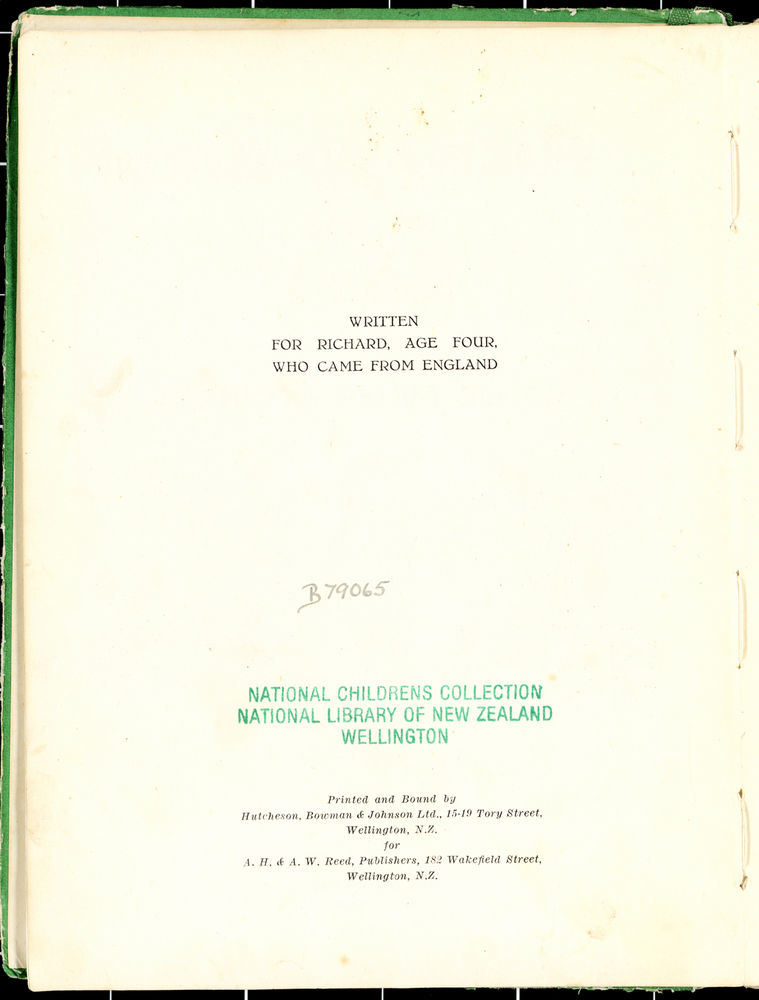 WRITTEN
FOR RICHARD, AGE FOUR,
WHO CAME FROM ENGLAND
B79065
NATIONAL CHILDRENS COLLECTION
NATIONAL LIBRARY OF NEW ZEALAND
WELLINGTON
Printed and Bound by
Hutcheson, Bowman & Johnson Ltd., 15-19 Tory Street,
Wellington, N.Z.
for
A. H. & A. W. Reed, Publishers, 182 Wakefield Street,
Wellington, N.Z.